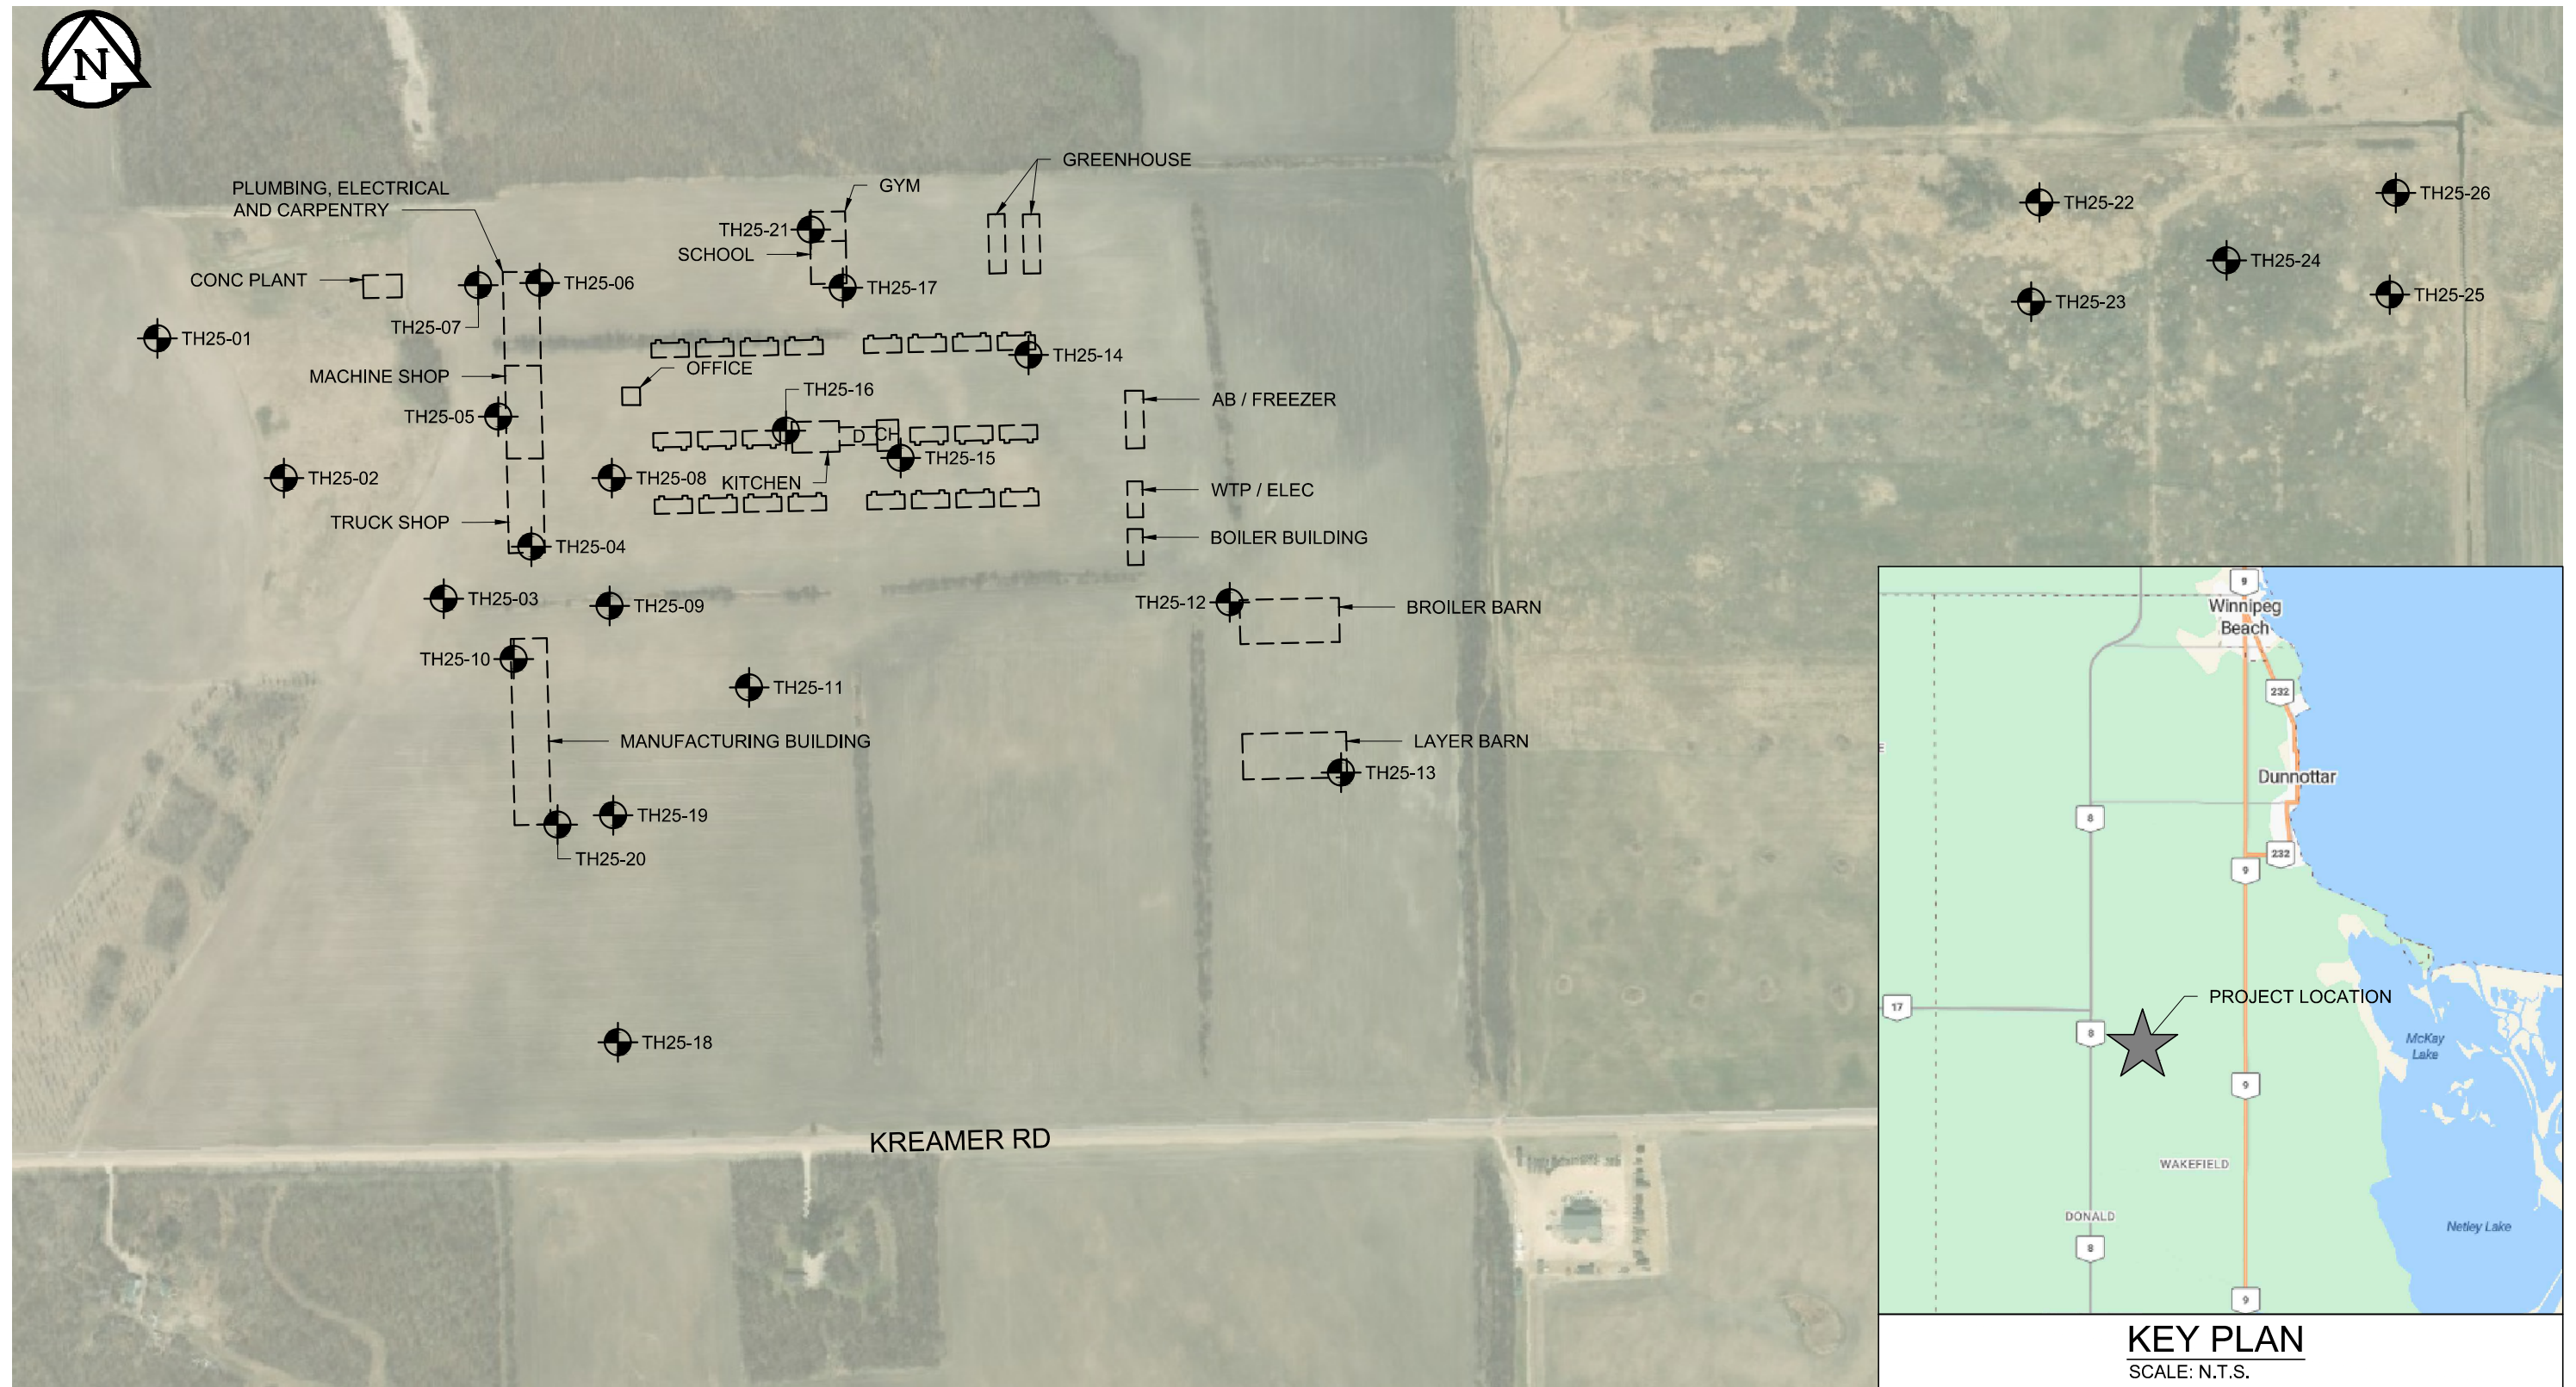 N
PLUMBING, ELECTRICAL
AND CARPENTRY
GYM
GREENHOUSE
TH25-21
SCHOOL
TH25-17
CONC PLANT
TH25-06
TH25-07
TH25-01
TH25-22
TH25-26
TH25-24
TH25-23
TH25-25
MACHINE SHOP
OFFICE
TH25-14
TH25-16
TH25-05
AB / FREEZER
D
CH
TH25-15
TH25-02
TH25-08
KITCHEN
WTP / ELEC
TRUCK SHOP
TH25-04
BOILER BUILDING
TH25-03
TH25-09
TH25-12
BROILER BARN
TH25-10
TH25-11
MANUFACTURING BUILDING
LAYER BARN
TH25-13
TH25-19
TH25-20
TH25-18
KREAMER RD
9
Winnipeg
Beach
232
E
Dunnottar
8
232
9
17
PROJECT LOCATION
8
McKay
Lake
9
WAKEFIELD
DONALD
Netley Lake
8
9
KEY PLAN
SCALE: N.T.S.